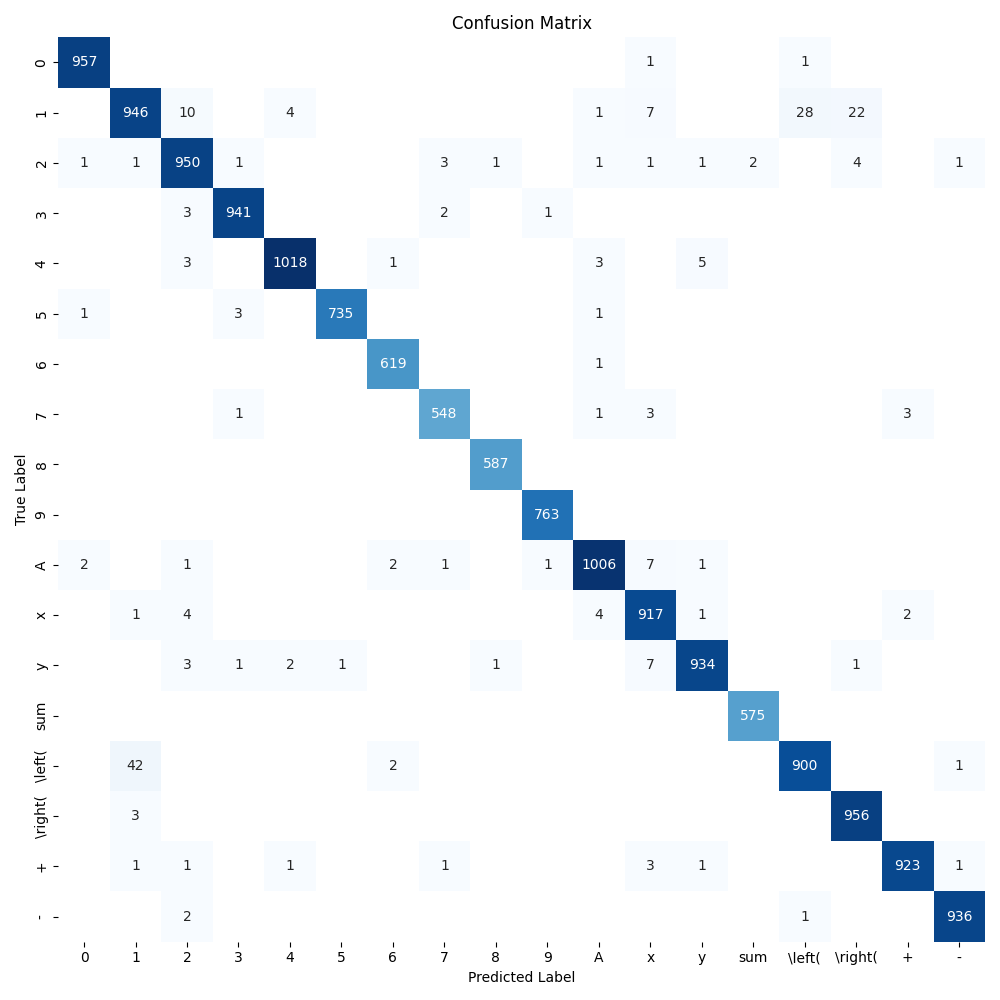 Confusion Matrix
0 957 1 1
1 946 10 4 1 7 28 22
2 1 1 950 1 3 1 1 1 1 2 4 1
3 3 941 2 1
4 3 1018 1 3 5
5 1 3 735 1
6 619 1
7 1 548 1 3 3
8 587
True Label
9 763
A 2 1 2 1 1 1006 7 1
x 1 4 4 917 1 2
y 3 1 2 1 1 7 934 1
sum 575
\left( 42 2 900 1
\right( 3 956
+ 1 1 1 1 3 1 923 1
- 2 1 936
0 1 2 3 4 5 6 7 8 9 A x y sum \left( \right( + -
Predicted Label